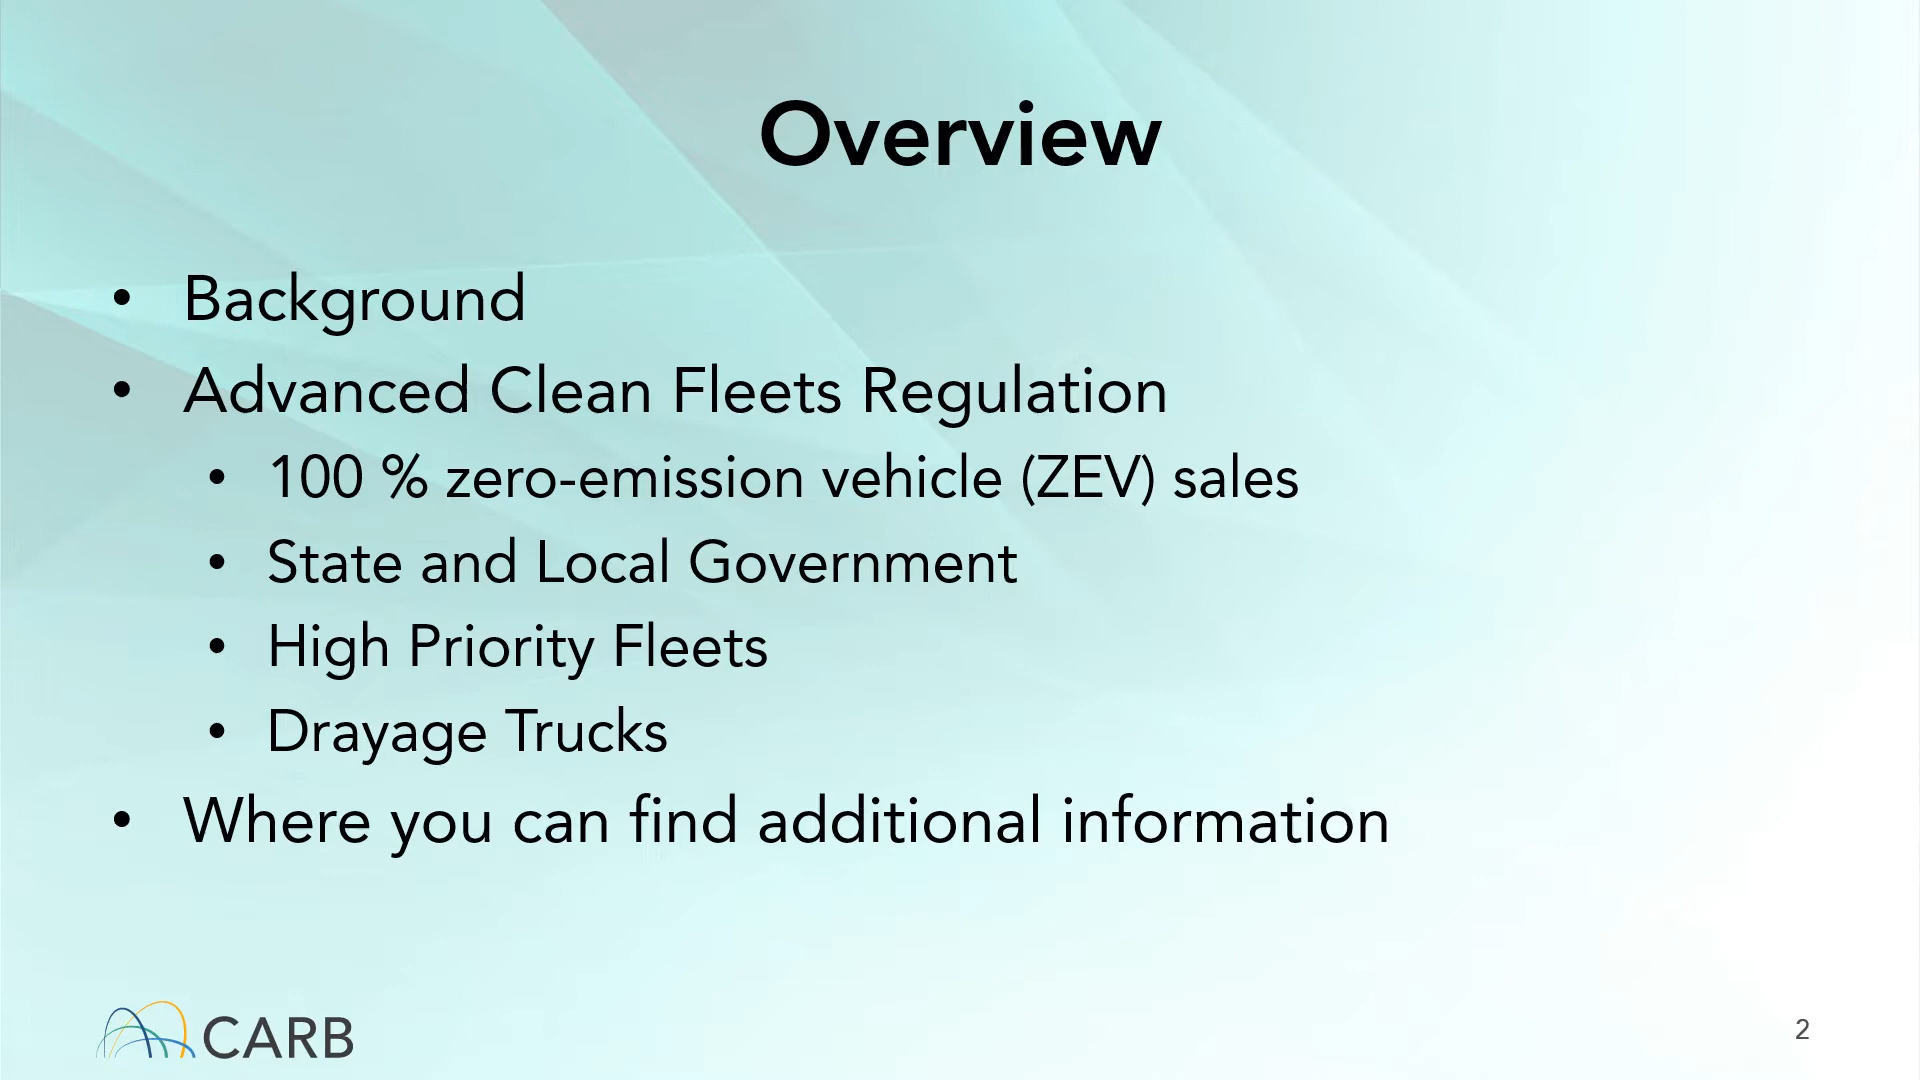 Overview
• Background
• Advanced Clean Fleets Regulation
• 100 % zero-emission vehicle (ZEV) sales
• State and Local Government
• High Priority Fleets
• Drayage Trucks
• Where you can find additional information
CARB
2